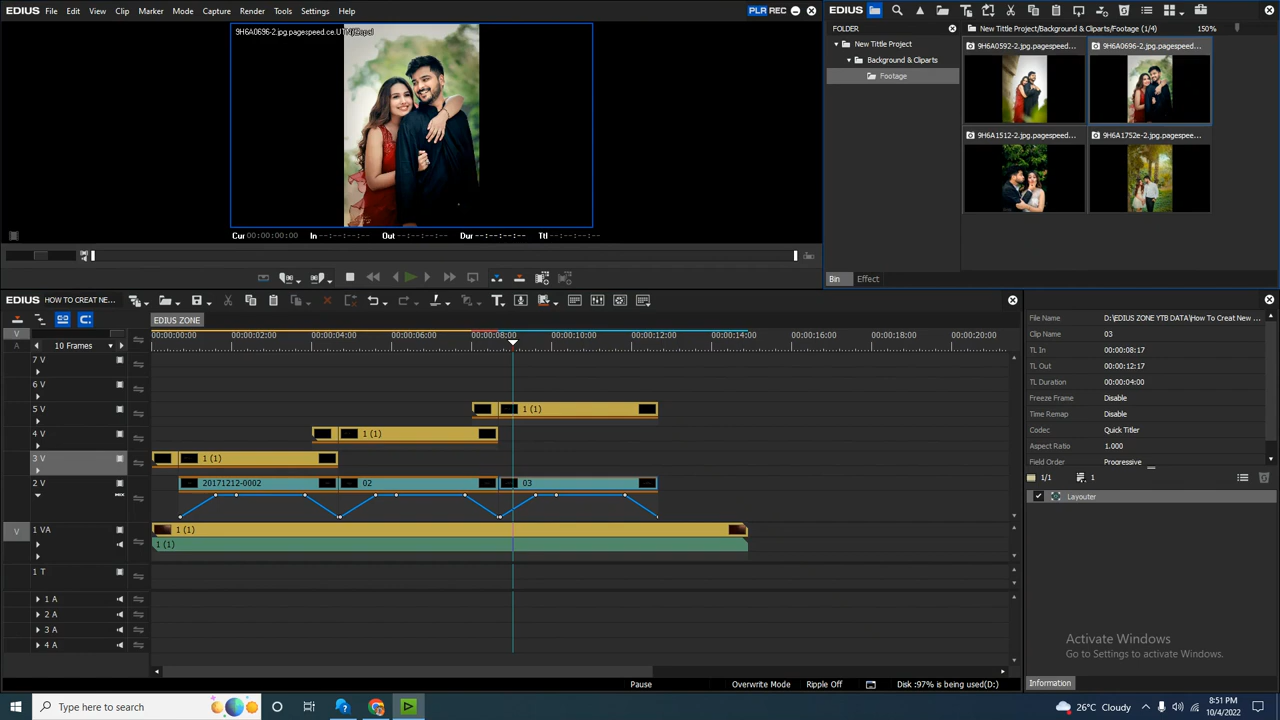 EDIUS File Edit View Clip Marker Mode Capture Render Tools Settings Help PLR REC
Cur 00:00:00:00 In --:--:--:-- Out --:--:--:-- Dur --:--:--:-- Ttl --:--:--:--
EDIUS
FOLDER
New Tittle Project
Background & Cliparts
Footage
New Tittle Project/Background & Cliparts/Footage (1/4) 150%
9H6A0592-2.jpg.pagespeed... 9H6A0696-2.jpg.pagespeed...
9H6A1512-2.jpg.pagespeed... 9H6A1752e-2.jpg.pagespee...
Bin Effect
EDIUS HOW TO CREAT NE...
EDIUS ZONE
00:00:00:00 00:00:02:00 00:00:04:00 00:00:06:00 00:00:08:00 00:00:10:00 00:00:12:00 00:00:14:00 00:00:16:00 00:00:18:00 00:00:20:00
V
A 10 Frames
7 V
6 V
5 V 1 (1)
4 V 1 (1)
3 V 1 (1)
2 V 20171212-0002 02 03
V 1 VA 1 (1)
1 (1)
1 T
1 A
2 A
3 A
4 A
Pause Overwrite Mode Ripple Off Disk :97% is being used(D:)
File Name D:\EDIUS ZONE YTB DATA\How To Creat New ...
Clip Name 03
TL In 00:00:08:17
TL Out 00:00:12:17
TL Duration 00:00:04:00
Freeze Frame Disable
Time Remap Disable
Codec Quick Titler
Aspect Ratio 1.000
Field Order Progressive
1/1 1
Layouter
Activate Windows
Go to Settings to activate Windows.
Information
Type here to search
26°C Cloudy
8:51 PM
10/4/2022